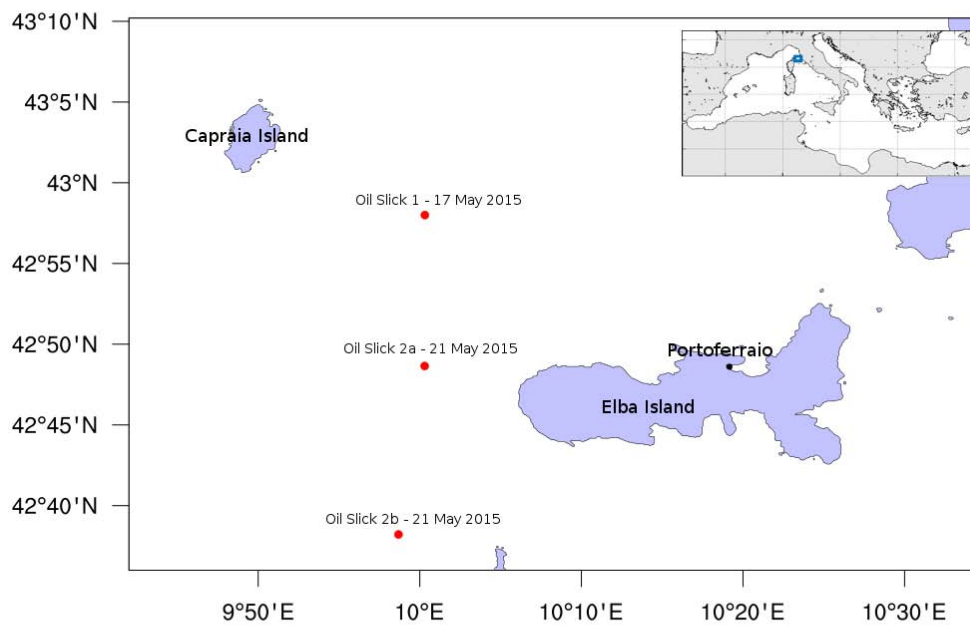 43°10'N
43°5'N
Capraia Island
43°N
Oil Slick 1 - 17 May 2015
42°55'N
42°50'N
Oil Slick 2a - 21 May 2015
Portoferraio
Elba Island
42°45'N
42°40'N
Oil Slick 2b - 21 May 2015
9°50'E
10°E
10°10'E
10°20'E
10°30'E